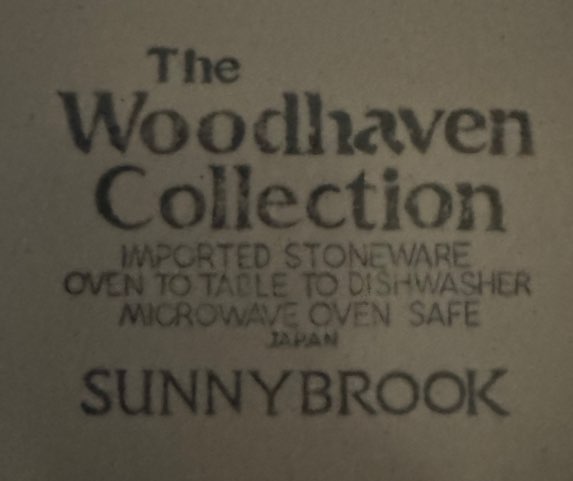 The
Woodhaven
Collection
IMPORTED STONEWARE
OVEN TO TABLE TO DISHWASHER
MICROWAVE OVEN SAFE
JAPAN
SUNNYBROOK